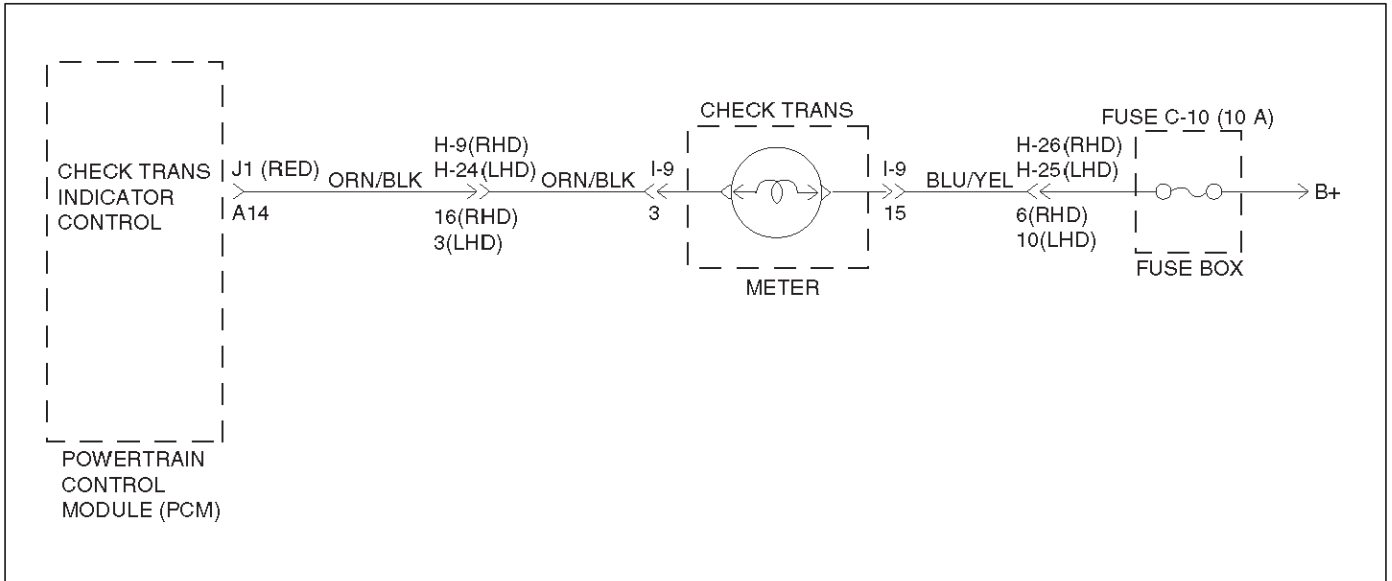 CHECK TRANS
INDICATOR
CONTROL
POWERTRAIN
CONTROL
MODULE (PCM)
J1 (RED)
A14
ORN/BLK
H-9(RHD)
H-24(LHD)
16(RHD)
3(LHD)
ORN/BLK
I-9
3
CHECK TRANS
METER
I-9
15
BLU/YEL
H-26(RHD)
H-25(LHD)
6(RHD)
10(LHD)
FUSE C-10 (10 A)
FUSE BOX
B+